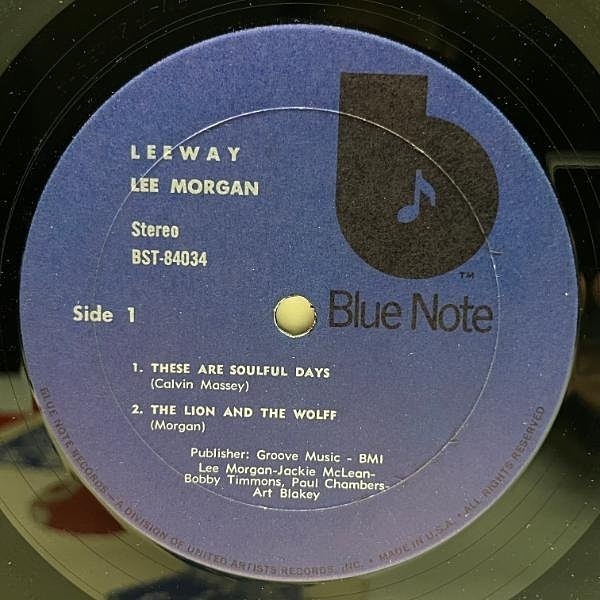 LEEWAY
LEE MORGAN
Stereo
BST-84034
TM
Side 1
Blue Note
1. THESE ARE SOULFUL DAYS
(Calvin Massey)
2. THE LION AND THE WOLFF
(Morgan)
Publisher: Groove Music - BMI
Lee Morgan-Jackie McLean-
Bobby Timmons, Paul Chambers-
Art Blakey
BLUE NOTE RECORDS — A DIVISION OF UNITED ARTISTS RECORDS, INC. • MADE IN U.S.A. • ALL RIGHTS RESERVED